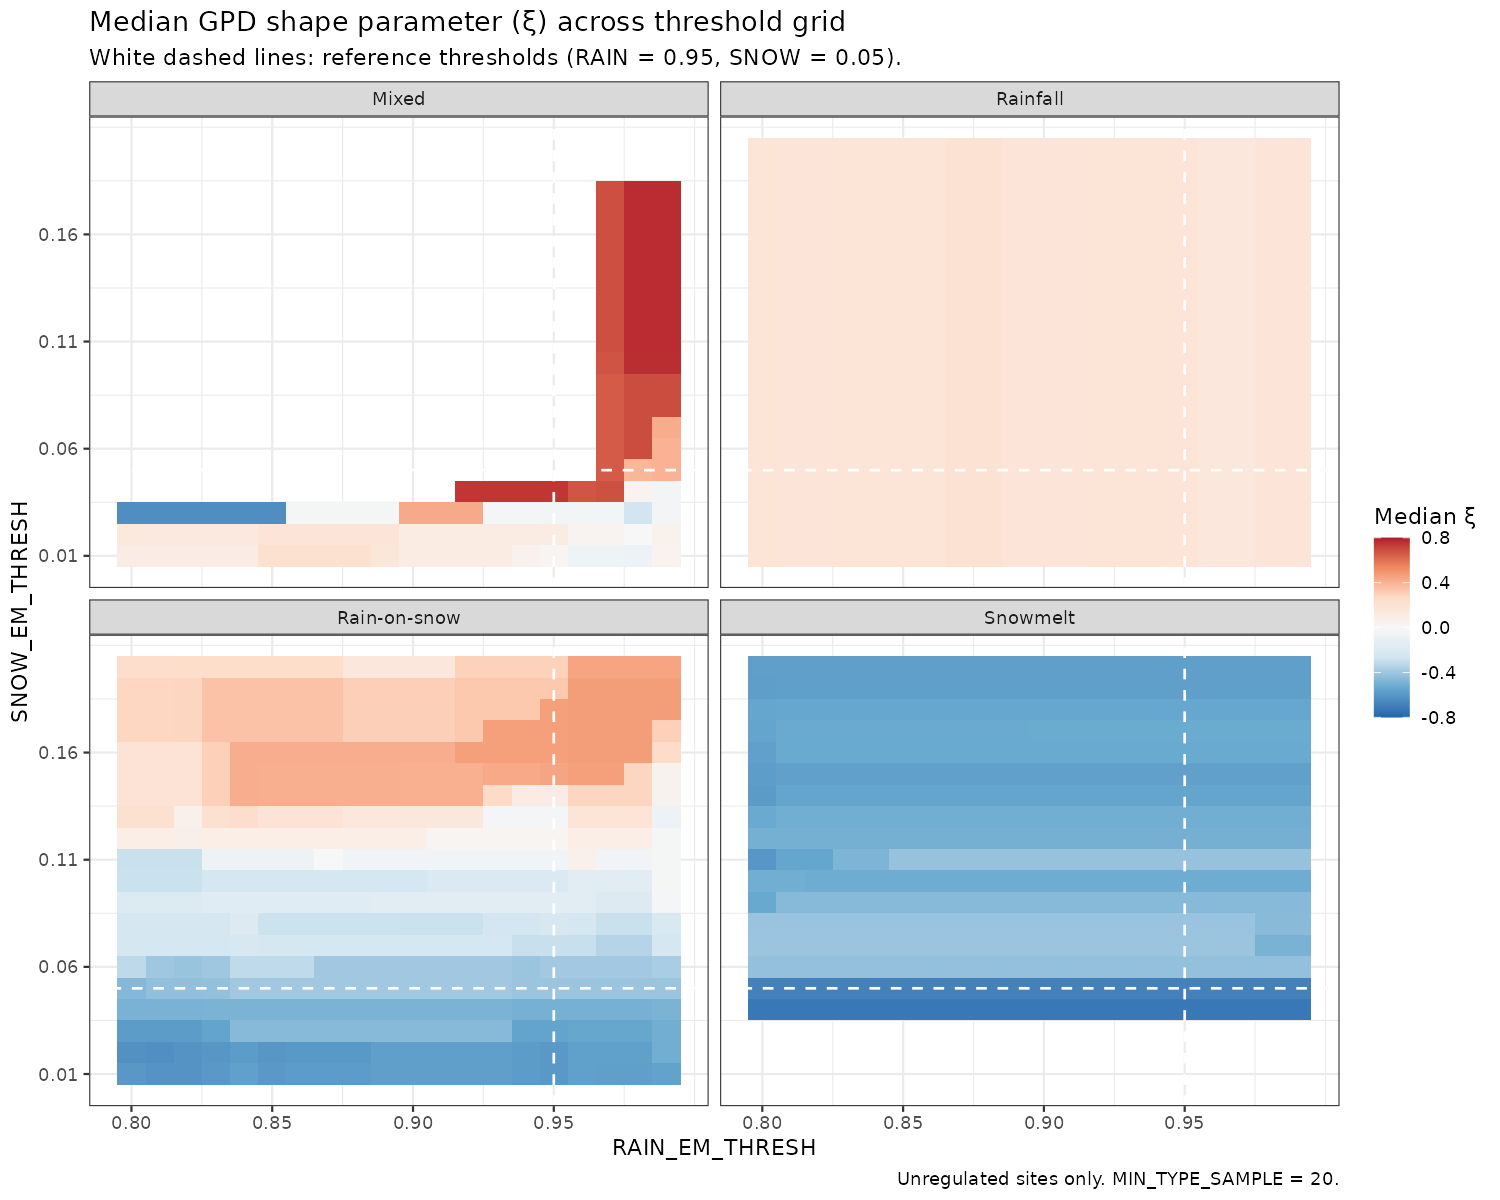 Median GPD shape parameter (ξ) across threshold grid
White dashed lines: reference thresholds (RAIN = 0.95, SNOW = 0.05).
Mixed
Rainfall
0.16
0.11
0.06
0.01
Rain-on-snow
Snowmelt
0.16
0.11
0.06
0.01
SNOW_EM_THRESH
0.80
0.85
0.90
0.95
0.80
0.85
0.90
0.95
RAIN_EM_THRESH
Median ξ
0.8
0.4
0.0
-0.4
-0.8
Unregulated sites only. MIN_TYPE_SAMPLE = 20.